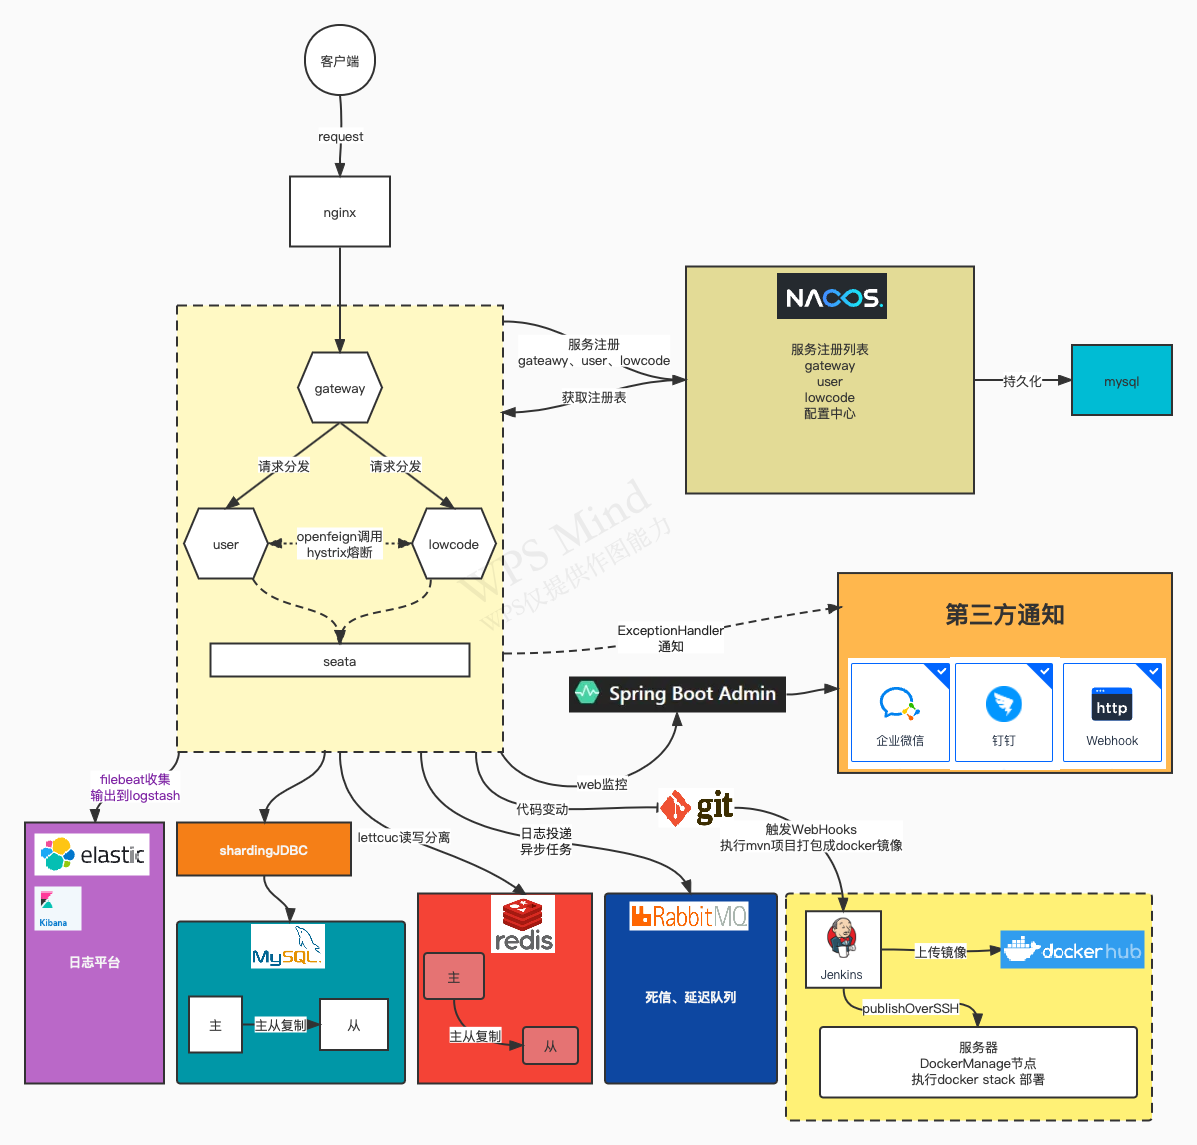 客户端
request
nginx
gateway
请求分发
请求分发
user
openfeign调用
hystrix熔断
lowcode
seata
服务注册
gateawy、user、lowcode
获取注册表
NACOS.
服务注册列表
gateway
user
lowcode
配置中心
持久化
mysql
WPS Mind
WPS仅提供作图能力
ExceptionHandler
通知
第三方通知
企业微信
钉钉
http
Webhook
Spring Boot Admin
web监控
filebeat收集
输出到logstash
elastic
Kibana
日志平台
shardingJDBC
MySQL
主
主从复制
从
lettcuc读写分离
redis
主
主从复制
从
日志投递
异步任务
RabbitMQ
死信、延迟队列
代码变动
git
触发WebHooks
执行mvn项目打包成docker镜像
Jenkins
上传镜像
docker hub
publishOverSSH
服务器
DockerManage节点
执行docker stack 部署